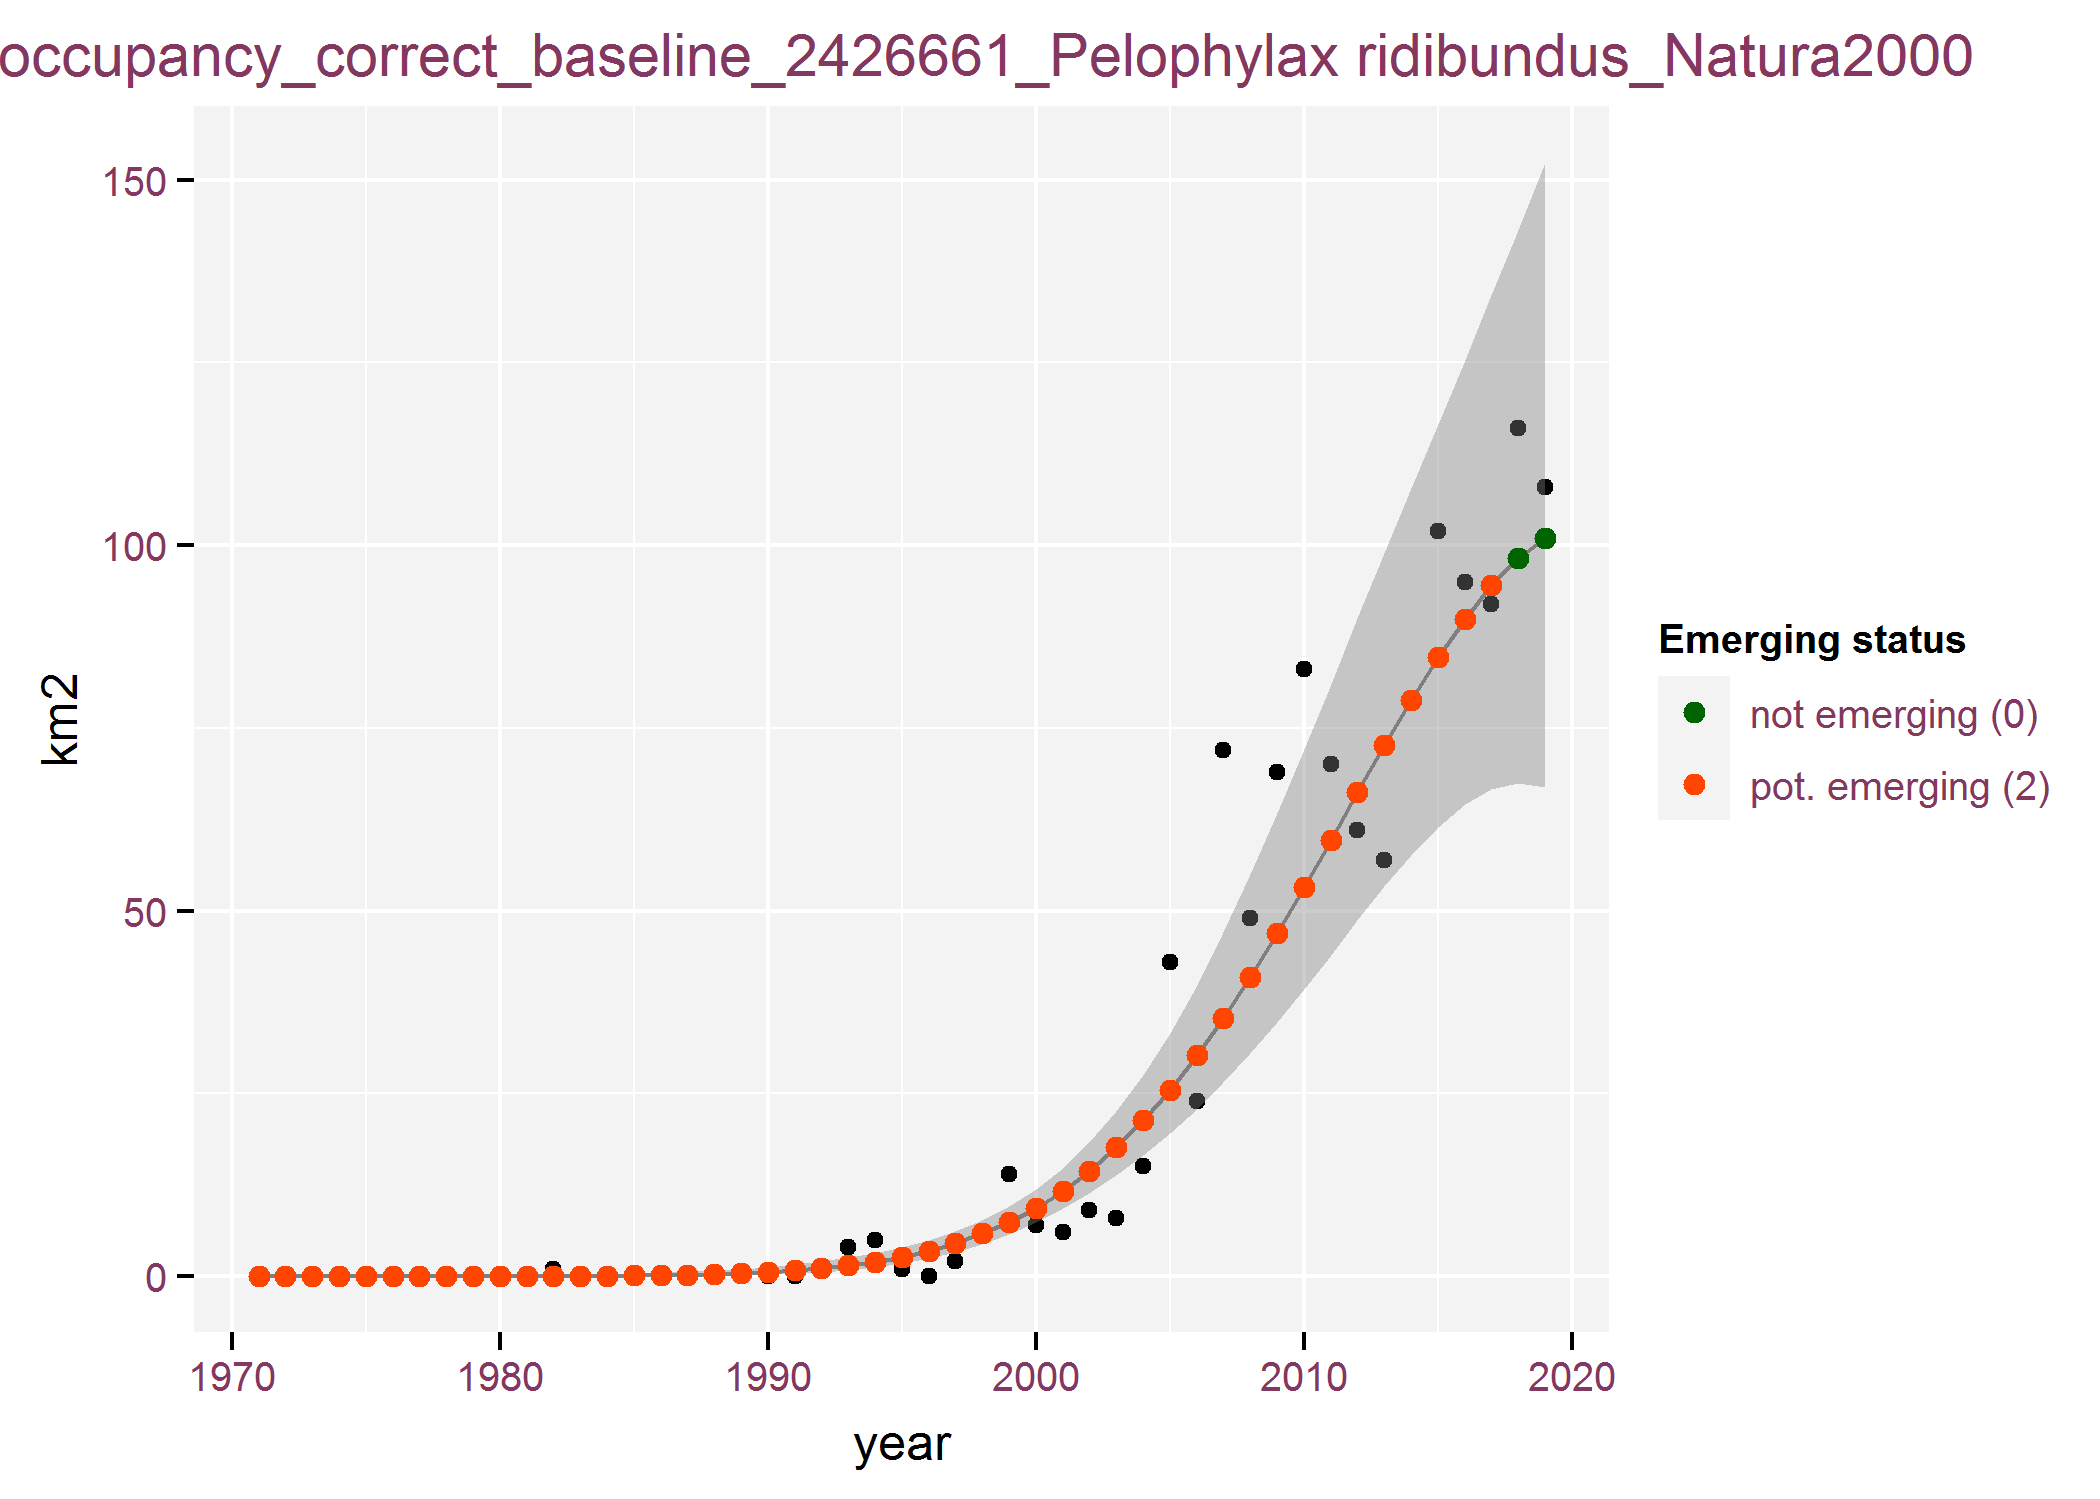 occupancy_correct_baseline_2426661_Pelophylax ridibundus_Natura2000
150
100
50
0
km2
1970 1980 1990 2000 2010 2020
year
Emerging status
not emerging (0)
pot. emerging (2)